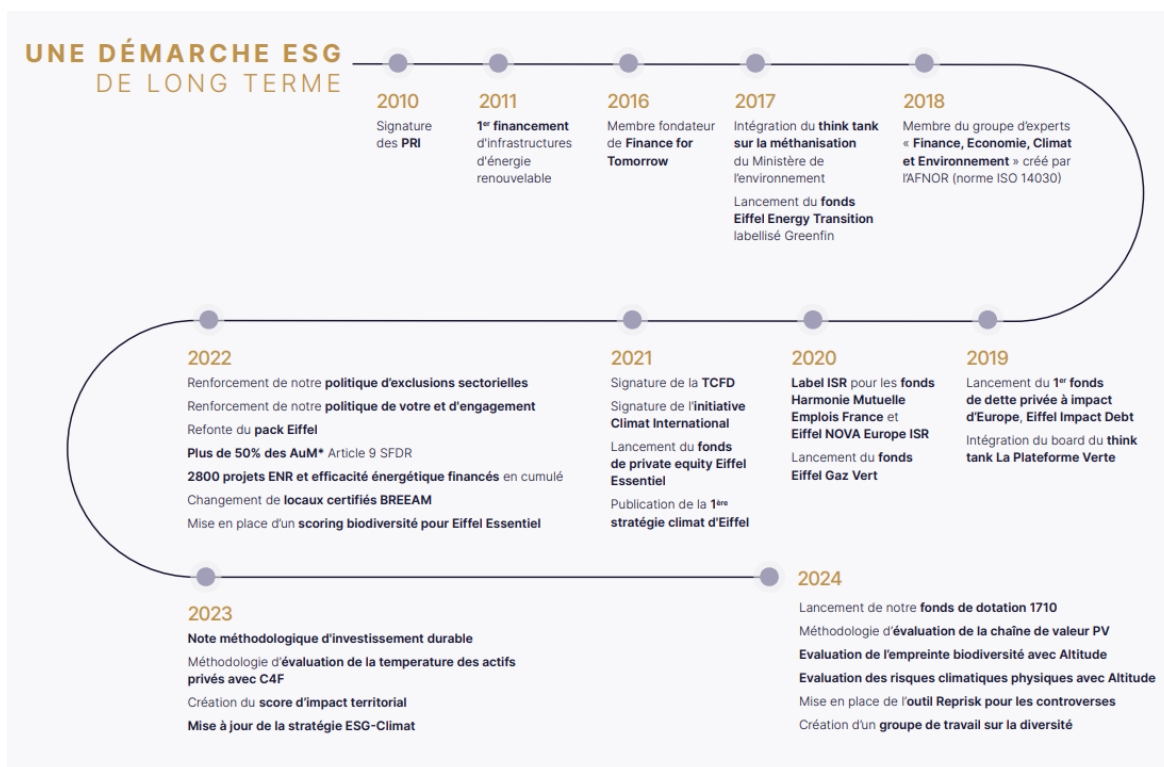 UNE DÉMARCHE ESG
DE LONG TERME
2010
Signature
des PRI
2011
1er financement
d'infrastructures
d'énergie
renouvelable
2016
Membre fondateur
de Finance for
Tomorrow
2017
Intégration du think tank
sur la méthanisation
du Ministère de
l'environnement
Lancement du fonds
Eiffel Energy Transition
labellisé Greenfin
2018
Membre du groupe d'experts
« Finance, Economie, Climat
et Environnement » créé par
l'AFNOR (norme ISO 14030)
2019
Lancement du 1er fonds
de dette privée à impact
d'Europe, Eiffel Impact Debt
Intégration du board du think
tank La Plateforme Verte
2020
Label ISR pour les fonds
Harmonie Mutuelle
Emplois France et
Eiffel NOVA Europe ISR
Lancement du fonds
Eiffel Gaz Vert
2021
Signature de la TCFD
Signature de l'initiative
Climat International
Lancement du fonds
de private equity Eiffel
Essentiel
Publication de la 1ère
stratégie climat d'Eiffel
2022
Renforcement de notre politique d'exclusions sectorielles
Renforcement de notre politique de votre et d'engagement
Refonte du pack Eiffel
Plus de 50% des AuM* Article 9 SFDR
2800 projets ENR et efficacité énergétique financés en cumulé
Changement de locaux certifiés BREEAM
Mise en place d'un scoring biodiversité pour Eiffel Essentiel
2023
Note méthodologique d'investissement durable
Méthodologie d'évaluation de la temperature des actifs
privés avec C4F
Création du score d'impact territorial
Mise à jour de la stratégie ESG-Climat
2024
Lancement de notre fonds de dotation 1710
Méthodologie d'évaluation de la chaîne de valeur PV
Evaluation de l'empreinte biodiversité avec Altitude
Evaluation des risques climatiques physiques avec Altitude
Mise en place de l'outil Reprisk pour les controverses
Création d'un groupe de travail sur la diversité